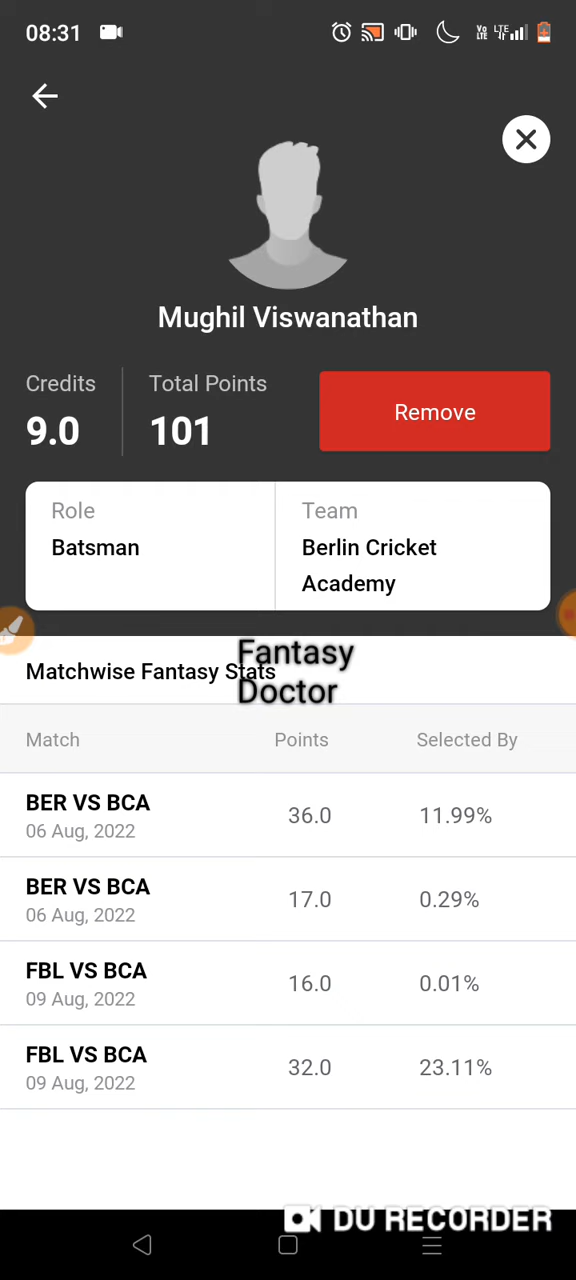 08:31
Vo LTE LTE
Mughil Viswanathan
Credits
Total Points
9.0
101
Remove
Role
Team
Batsman
Berlin Cricket
Academy
Fantasy
Doctor
Matchwise Fantasy Stats
Match
Points
Selected By
BER VS BCA
36.0
11.99%
06 Aug, 2022
BER VS BCA
17.0
0.29%
06 Aug, 2022
FBL VS BCA
16.0
0.01%
09 Aug, 2022
FBL VS BCA
32.0
23.11%
09 Aug, 2022
DU RECORDER